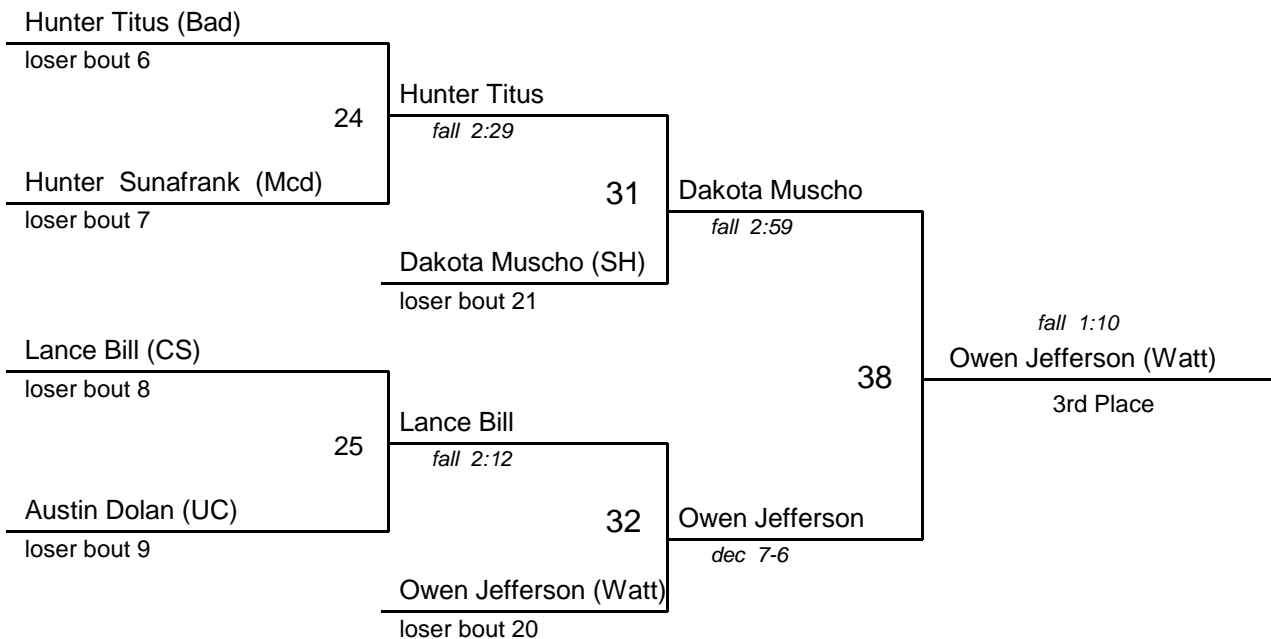 Hunter Titus (Bad)
loser bout 6
24
Hunter Titus
fall 2:29
Hunter Sunafrank (Mcd)
loser bout 7
31
Dakota Muscho
fall 2:59
Dakota Muscho (SH)
loser bout 21
Lance Bill (CS)
loser bout 8
38
fall 1:10
Owen Jefferson (Watt)
3rd Place
25
Lance Bill
fall 2:12
Austin Dolan (UC)
loser bout 9
32
Owen Jefferson
dec 7-6
Owen Jefferson (Watt)
loser bout 20